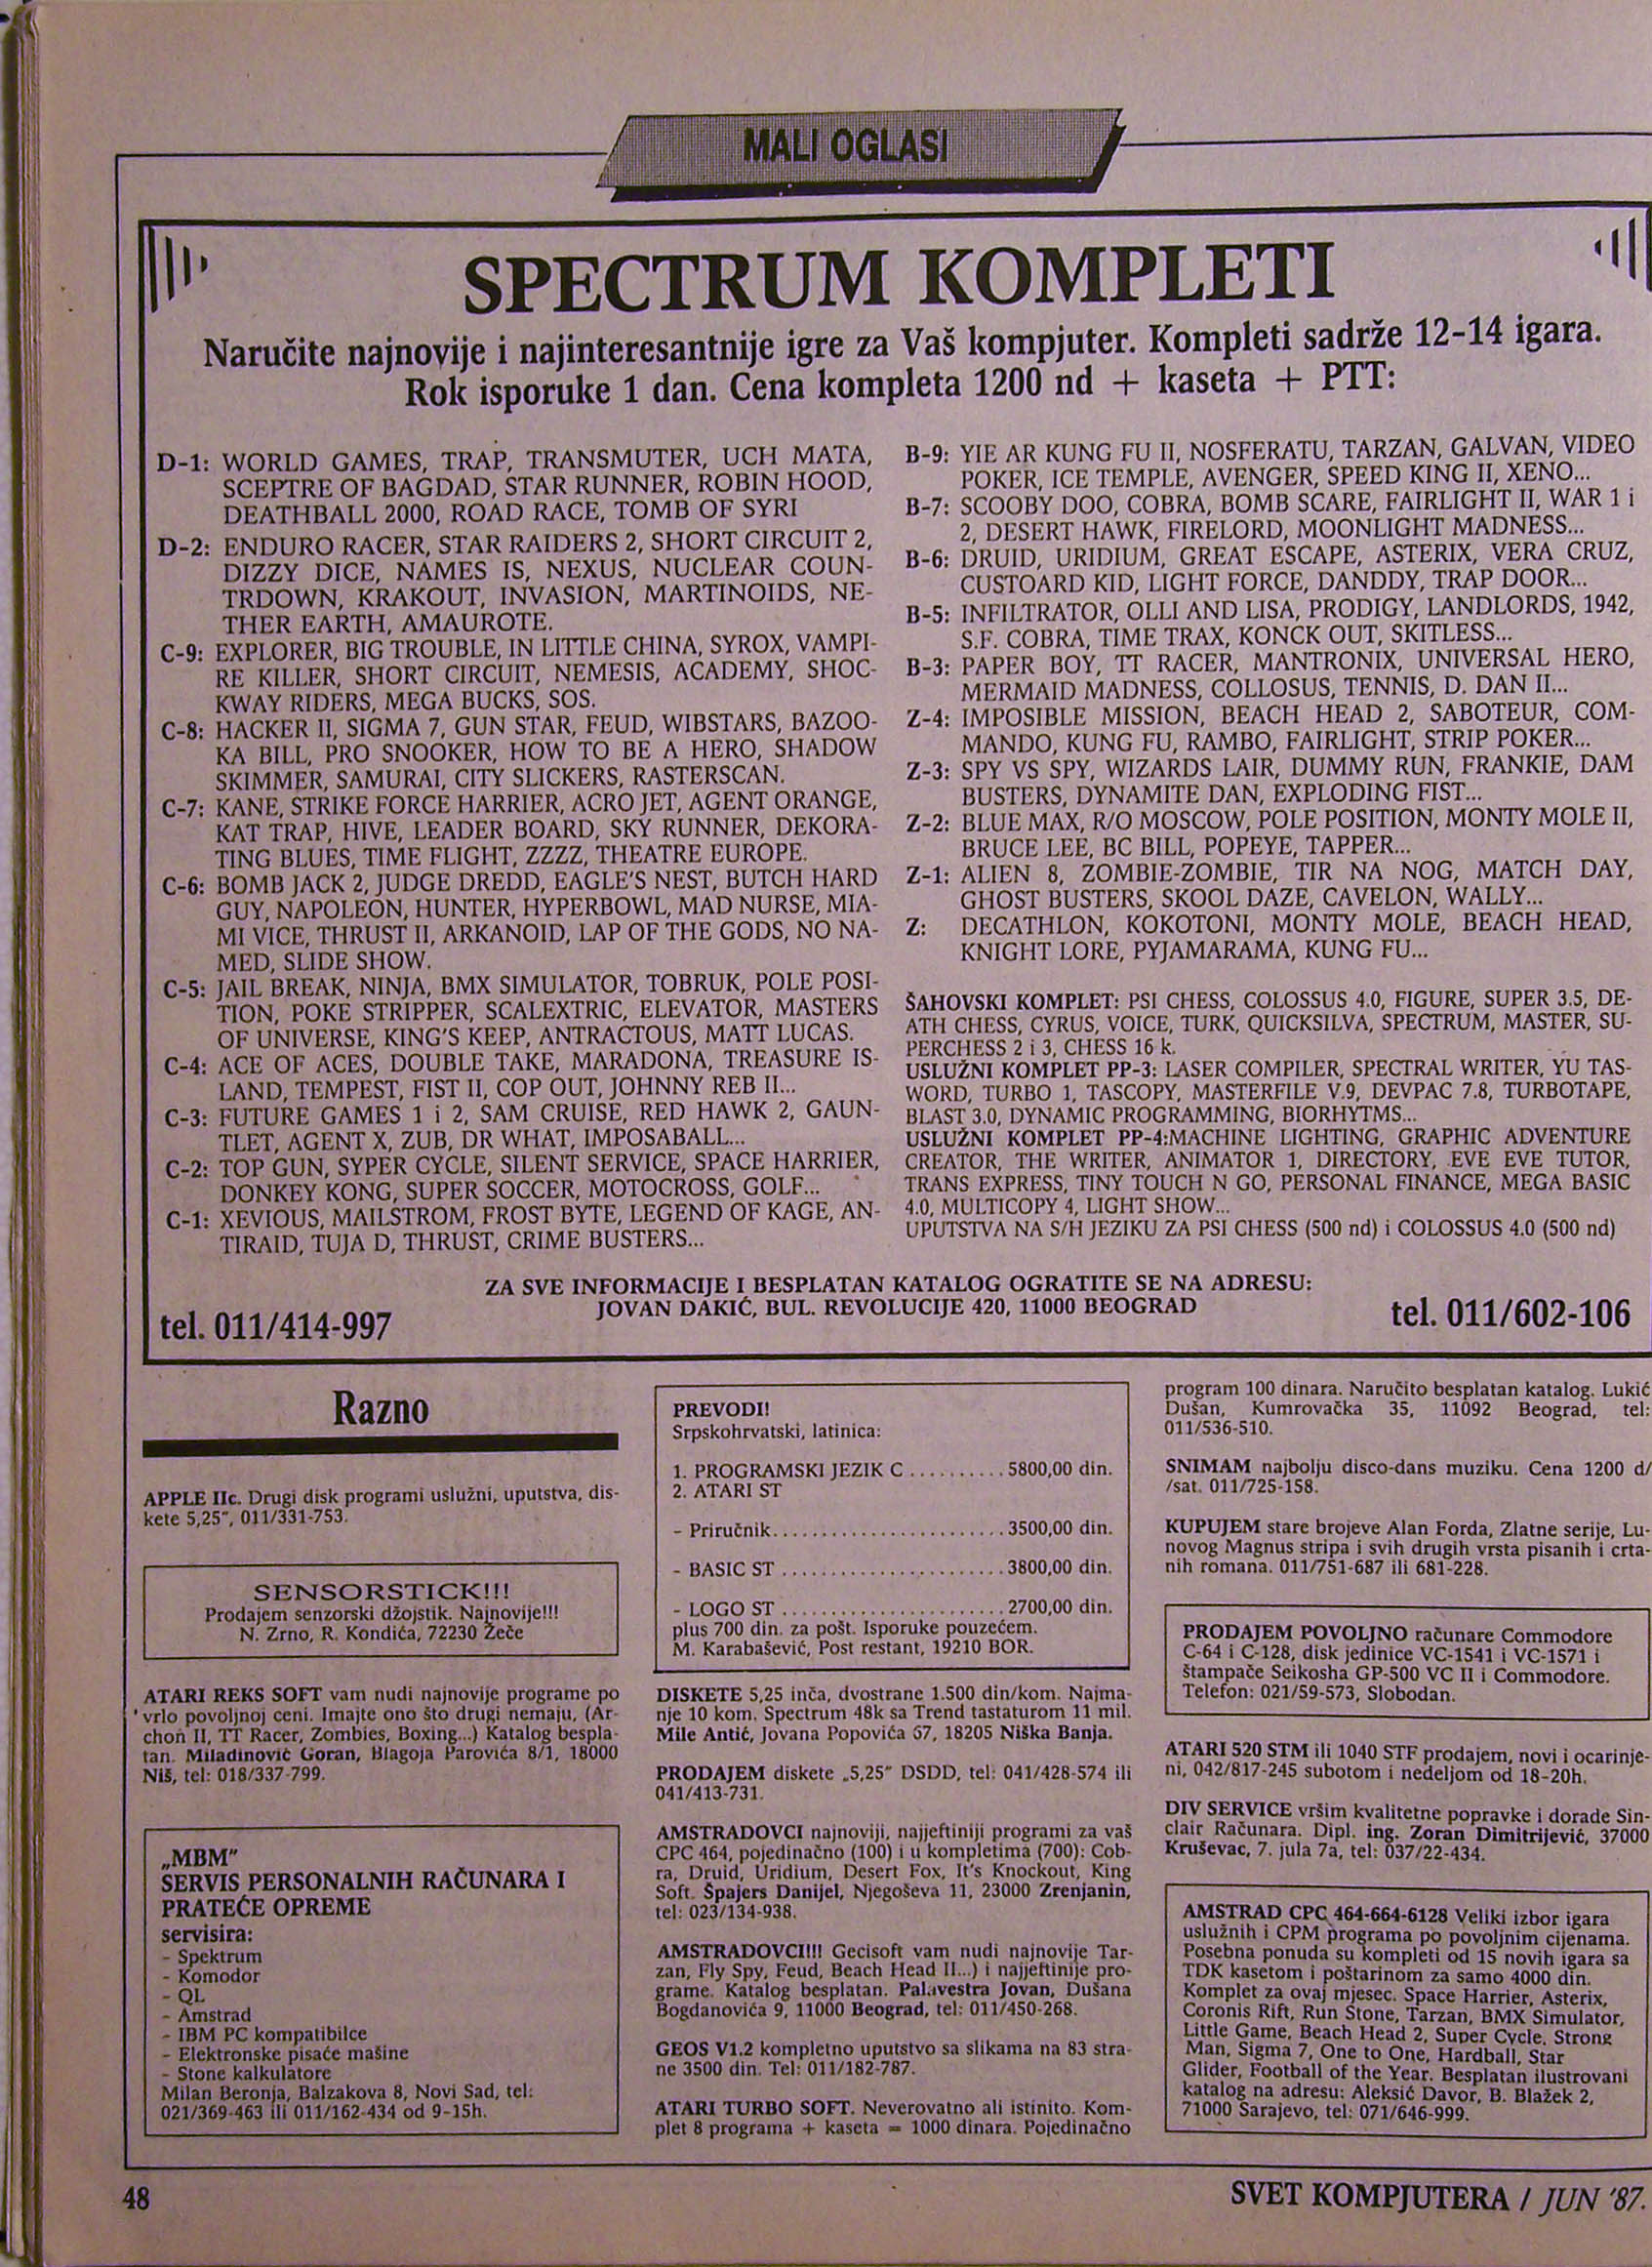 MALI OGLASI
SPECTRUM KOMPLETI
Naručite najnovije i najinteresantnije igre za Vaš kompjuter. Kompleti sadrže 12-14 igara.
Rok isporuke 1 dan. Cena kompleta 1200 nd + kaseta + PTT:
D-1: WORLD GAMES, TRAP, TRANSMUTER, UCH MATA,
SCEPTRE OF BAGDAD, STAR RUNNER, ROBIN HOOD,
DEATHBALL 2000, ROAD RACE, TOMB OF SYRI
D-2: ENDURO RACER, STAR RAIDERS 2, SHORT CIRCUIT 2,
DIZZY DICE, NAMES IS, NEXUS, NUCLEAR COUN-
TRDOWN, KRAKOUT, INVASION, MARTINOIDS, NE-
THER EARTH, AMAUROTE.
C-9: EXPLORER, BIG TROUBLE, IN LITTLE CHINA, SYROX, VAMPI-
RE KILLER, SHORT CIRCUIT, NEMESIS, ACADEMY, SHOC-
KWAY RIDERS, MEGA BUCKS, SOS.
C-8: HACKER II, SIGMA 7, GUN STAR, FEUD, WIBSTARS, BAZOO-
KA BILL, PRO SNOOKER, HOW TO BE A HERO, SHADOW
SKIMMER, SAMURAI, CITY SLICKERS, RASTERSCAN.
C-7: KANE, STRIKE FORCE HARRIER, ACRO JET, AGENT ORANGE,
KAT TRAP, HIVE, LEADER BOARD, SKY RUNNER, DEKORA-
TING BLUES, TIME FLIGHT, ZZZZ, THEATRE EUROPE.
C-6: BOMB JACK 2, JUDGE DREDD, EAGLE'S NEST, BUTCH HARD
GUY, NAPOLEON, HUNTER, HYPERBOWL, MAD NURSE, MIA-
MI VICE, THRUST II, ARKANOID, LAP OF THE GODS, NO NA-
MED, SLIDE SHOW.
C-5: JAIL BREAK, NINJA, BMX SIMULATOR, TOBRUK, POLE POSI-
TION, POKE STRIPPER, SCALEXTRIC, ELEVATOR, MASTERS
OF UNIVERSE, KING'S KEEP, ANTRACTOUS, MATT LUCAS.
C-4: ACE OF ACES, DOUBLE TAKE, MARADONA, TREASURE IS-
LAND, TEMPEST, FIST II, COP OUT, JOHNNY REB II...
C-3: FUTURE GAMES 1 i 2, SAM CRUISE, RED HAWK 2, GAUN-
TLET, AGENT X, ZUB, DR WHAT, IMPOSABALL...
C-2: TOP GUN, SYPER CYCLE, SILENT SERVICE, SPACE HARRIER,
DONKEY KONG, SUPER SOCCER, MOTOCROSS, GOLF...
C-1: XEVIOUS, MAILSTROM, FROST BYTE, LEGEND OF KAGE, AN-
TIRAID, TUJA D, THRUST, CRIME BUSTERS...
B-9: YIE AR KUNG FU II, NOSFERATU, TARZAN, GALVAN, VIDEO
POKER, ICE TEMPLE, AVENGER, SPEED KING II, XENO...
B-7: SCOOBY DOO, COBRA, BOMB SCARE, FAIRLIGHT II, WAR 1 i
2, DESERT HAWK, FIRELORD, MOONLIGHT MADNESS...
B-6: DRUID, URIDIUM, GREAT ESCAPE, ASTERIX, VERA CRUZ,
CUSTOARD KID, LIGHT FORCE, DANDDY, TRAP DOOR...
B-5: INFILTRATOR, OLLI AND LISA, PRODIGY, LANDLORDS, 1942,
S.F. COBRA, TIME TRAX, KONCK OUT, SKITLESS...
B-3: PAPER BOY, TT RACER, MANTRONIX, UNIVERSAL HERO,
MERMAID MADNESS, COLLOSUS, TENNIS, D. DAN II...
Z-4: IMPOSIBLE MISSION, BEACH HEAD 2, SABOTEUR, COM-
MANDO, KUNG FU, RAMBO, FAIRLIGHT, STRIP POKER...
Z-3: SPY VS SPY, WIZARDS LAIR, DUMMY RUN, FRANKIE, DAM
BUSTERS, DYNAMITE DAN, EXPLODING FIST...
Z-2: BLUE MAX, R/O MOSCOW, POLE POSITION, MONTY MOLE II,
BRUCE LEE, BC BILL, POPEYE, TAPPER...
Z-1: ALIEN 8, ZOMBIE-ZOMBIE, TIR NA NOG, MATCH DAY,
GHOST BUSTERS, SKOOL DAZE, CAVELON, WALLY...
Z: DECATHLON, KOKOTONI, MONTY MOLE, BEACH HEAD,
KNIGHT LORE, PYJAMARAMA, KUNG FU...
ŠAHOVSKI KOMPLET: PSI CHESS, COLOSSUS 4.0, FIGURE, SUPER 3.5, DE-
ATH CHESS, CYRUS, VOICE, TURK, QUICKSILVA, SPECTRUM, MASTER, SU-
PERCHESS 2 i 3, CHESS 16 k.
USLUŽNI KOMPLET PP-3: LASER COMPILER, SPECTRAL WRITER, YU TAS-
WORD, TURBO 1, TASCOPY, MASTERFILE V.9, DEVPAC 7.8, TURBOTAPE,
BLAST 3.0, DYNAMIC PROGRAMMING, BIORHYTMS...
USLUŽNI KOMPLET PP-4:MACHINE LIGHTING, GRAPHIC ADVENTURE
CREATOR, THE WRITER, ANIMATOR 1, DIRECTORY, EVE EVE TUTOR,
TRANS EXPRESS, TINY TOUCH N GO, PERSONAL FINANCE, MEGA BASIC
4.0, MULTICOPY 4, LIGHT SHOW...
UPUTSTVA NA S/H JEZIKU ZA PSI CHESS (500 nd) i COLOSSUS 4.0 (500 nd)
ZA SVE INFORMACIJE I BESPLATAN KATALOG OGRATITE SE NA ADRESU:
JOVAN DAKIĆ, BUL. REVOLUCIJE 420, 11000 BEOGRAD
tel. 011/414-997
tel. 011/602-106
Razno
APPLE IIc. Drugi disk programi uslužni, uputstva, dis-
kete 5,25", 011/331-753.
SENSORSTICK!!!
Prodajem senzorski džojstik. Najnovije!!!
N. Zrno, R. Kondića, 72230 Žeče
ATARI REKS SOFT vam nudi najnovije programe po
vrlo povoljnoj ceni. Imajte ono što drugi nemaju, (Ar-
chon II, TT Racer, Zombies, Boxing...) Katalog bespla-
tan. Miladinović Goran, Blagoja Parovića 8/1, 18000
Niš, tel: 018/337-799.
„MBM"
SERVIS PERSONALNIH RAČUNARA I
PRATEĆE OPREME
servisira:
- Spektrum
- Komodor
- QL
- Amstrad
- IBM PC kompatibilce
- Elektronske pisaće mašine
- Stone kalkulatore
Milan Beronja, Balzakova 8, Novi Sad, tel:
021/369-463 ili 011/162-434 od 9-15h.
PREVODI!
Srpskohrvatski, latinica:
1. PROGRAMSKI JEZIK C .......... 5800,00 din.
2. ATARI ST
- Priručnik........................ 3500,00 din.
- BASIC ST ....................... 3800,00 din.
- LOGO ST ....................... 2700,00 din.
plus 700 din. za pošt. Isporuke pouzećem.
M. Karabašević, Post restant, 19210 BOR.
DISKETE 5,25 inča, dvostrane 1.500 din/kom. Najma-
nje 10 kom. Spectrum 48k sa Trend tastaturom 11 mil.
Mile Antić, Jovana Popovića 67, 18205 Niška Banja.
PRODAJEM diskete „5,25" DSDD, tel: 041/428-574 ili
041/413-731.
AMSTRADOVCI najnoviji, najjeftiniji programi za vaš
CPC 464, pojedinačno (100) i u kompletima (700): Cob-
ra, Druid, Uridium, Desert Fox, It's Knockout, King
Soft. Špajers Danijel, Njegoševa 11, 23000 Zrenjanin,
tel: 023/134-938.
AMSTRADOVCI!!! Gecisoft vam nudi najnovije Tar-
zan, Fly Spy, Feud, Beach Head II...) i najjeftinije pro-
grame. Katalog besplatan. Palavestra Jovan, Dušana
Bogdanovića 9, 11000 Beograd, tel: 011/450-268.
GEOS V1.2 kompletno uputstvo sa slikama na 83 stra-
ne 3500 din. Tel: 011/182-787.
ATARI TURBO SOFT. Neverovatno ali istinito. Kom-
plet 8 programa + kaseta = 1000 dinara. Pojedinačno
program 100 dinara. Naručito besplatan katalog. Lukić
Dušan, Kumrovačka 35, 11092 Beograd, tel:
011/536-510.
SNIMAM najbolju disco-dans muziku. Cena 1200 d/
/sat. 011/725-158.
KUPUJEM stare brojeve Alan Forda, Zlatne serije, Lu-
novog Magnus stripa i svih drugih vrsta pisanih i crta-
nih romana. 011/751-687 ili 681-228.
PRODAJEM POVOLJNO računare Commodore
C-64 i C-128, disk jedinice VC-1541 i VC-1571 i
štampače Seikosha GP-500 VC II i Commodore.
Telefon: 021/59-573, Slobodan.
ATARI 520 STM ili 1040 STF prodajem, novi i ocarinje-
ni, 042/817-245 subotom i nedeljom od 18-20h.
DIV SERVICE vršim kvalitetne popravke i dorade Sin-
clair Računara. Dipl. ing. Zoran Dimitrijević, 37000
Kruševac, 7. jula 7a, tel: 037/22-434.
AMSTRAD CPC 464-664-6128 Veliki izbor igara
uslužnih i CPM programa po povoljnim cijenama.
Posebna ponuda su kompleti od 15 novih igara sa
TDK kasetom i poštarinom za samo 4000 din.
Komplet za ovaj mjesec. Space Harrier, Asterix,
Coronis Rift, Run Stone, Tarzan, BMX Simulator,
Little Game, Beach Head 2, Super Cycle, Strong
Man, Sigma 7, One to One, Hardball, Star
Glider, Football of the Year. Besplatan ilustrovani
katalog na adresu: Aleksić Davor, B. Blažek 2,
71000 Sarajevo, tel: 071/646-999.
48
SVET KOMPJUTERA / JUN '87.